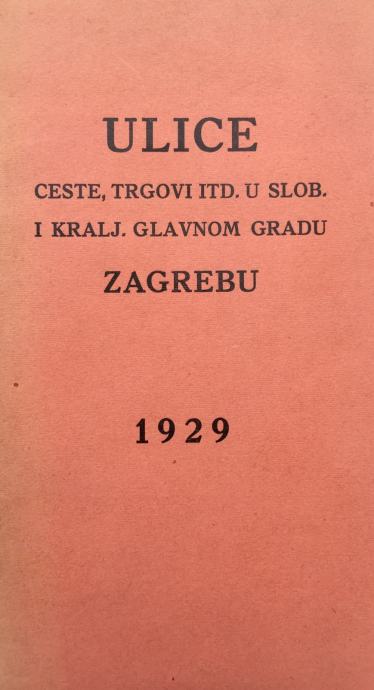 ULICE
CESTE, TRGOVI ITD. U SLOB.
I KRALJ. GLAVNOM GRADU
ZAGREBU
1929